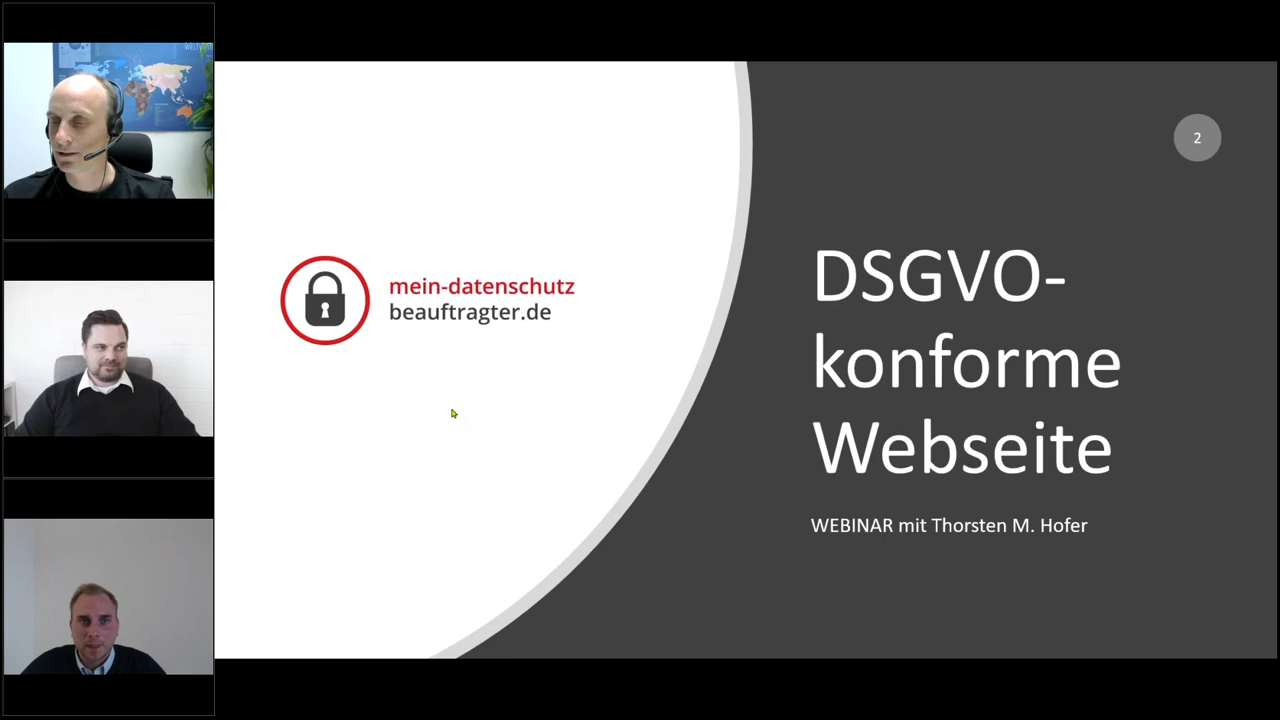 mein-datenschutz
beauftragter.de
2
DSGVO-
konforme
Webseite
WEBINAR mit Thorsten M. Hofer